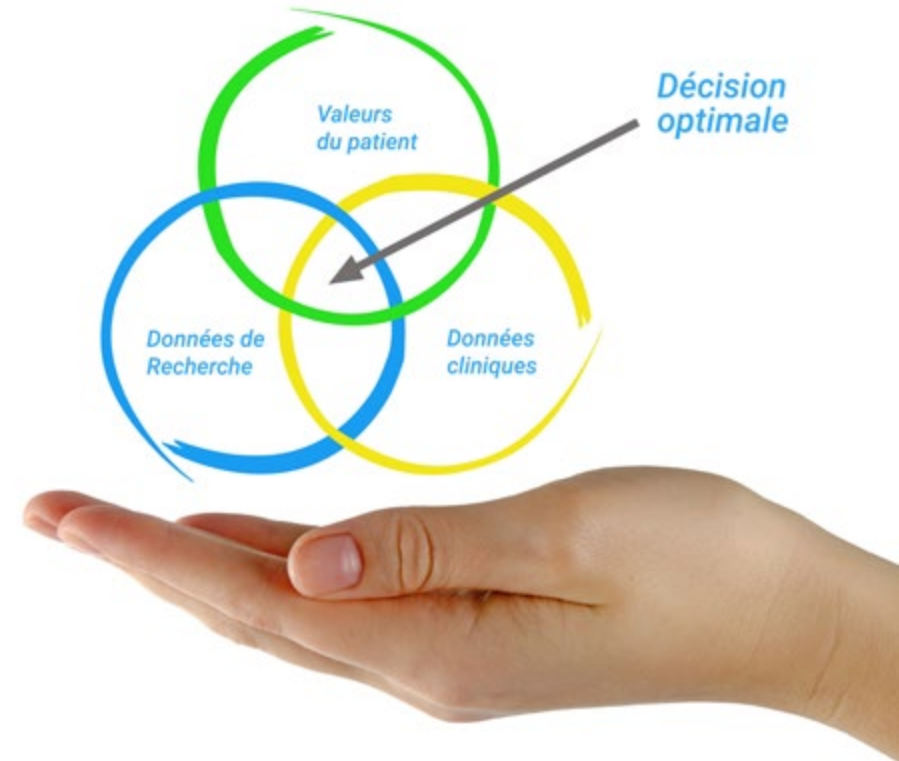 Décision
optimale
Valeurs
du patient
Données de
Recherche
Données
cliniques